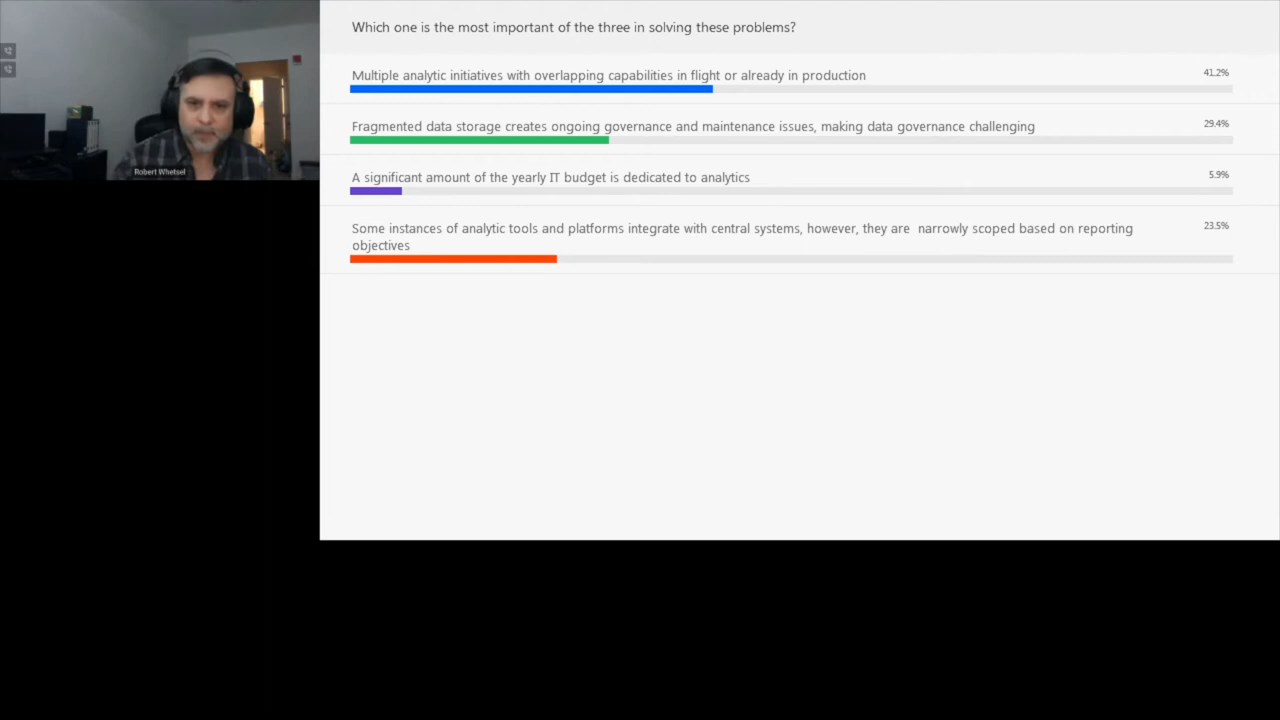 Which one is the most important of the three in solving these problems?
Multiple analytic initiatives with overlapping capabilities in flight or already in production
41.2%
Fragmented data storage creates ongoing governance and maintenance issues, making data governance challenging
29.4%
A significant amount of the yearly IT budget is dedicated to analytics
5.9%
Some instances of analytic tools and platforms integrate with central systems, however, they are  narrowly scoped based on reporting
objectives
23.5%
Robert Whetsel